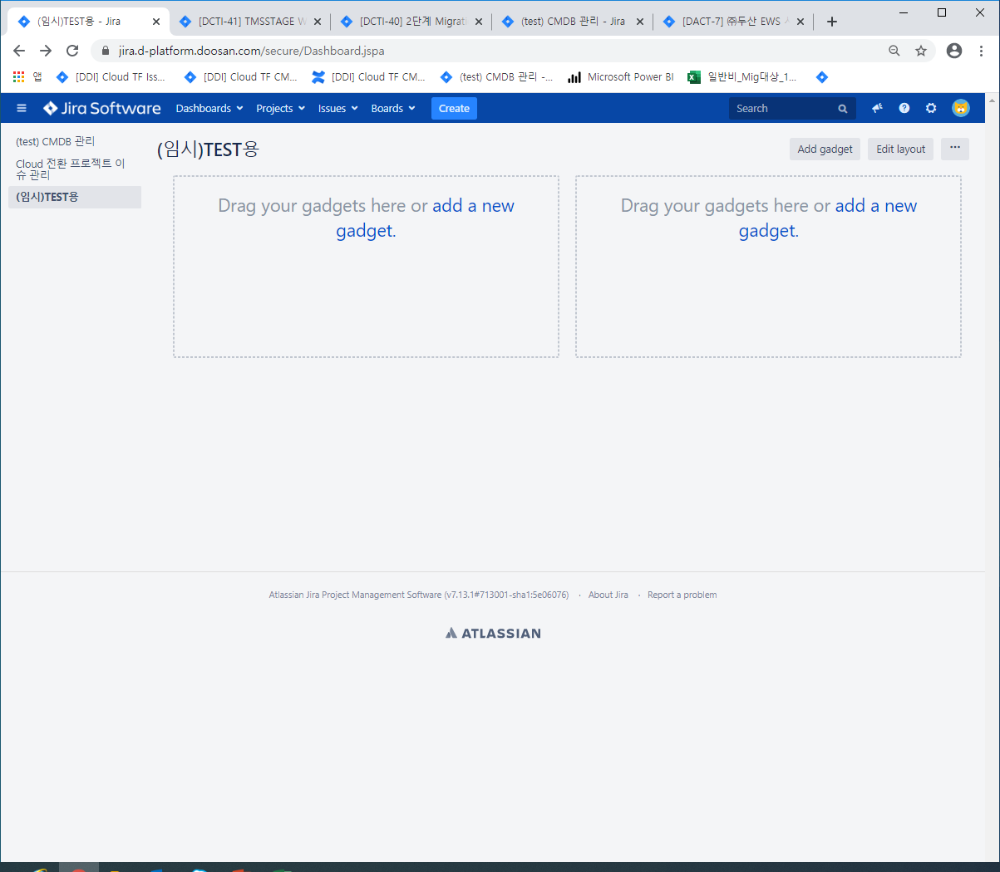 (임시)TEST용 - Jira
[DCTI-41] TMSSTAGE W
[DCTI-40] 2단계 Migrati
(test) CMDB 관리 - Jira
[DACT-7] ㈜두산 EWS
jira.d-platform.doosan.com/secure/Dashboard.jspa
앱
[DDI] Cloud TF Iss...
[DDI] Cloud TF CM...
[DDI] Cloud TF CM...
(test) CMDB 관리 -...
Microsoft Power BI
일반비_Mig대상_1...
Jira Software
Dashboards
Projects
Issues
Boards
Create
Search
(test) CMDB 관리
Cloud 전환 프로젝트 이
슈 관리
(임시)TEST용
(임시)TEST용
Add gadget
Edit layout
···
Drag your gadgets here or add a new
gadget.
Drag your gadgets here or add a new
gadget.
Atlassian Jira Project Management Software (v7.13.1#713001-sha1:5e06076) · About Jira · Report a problem
ATLASSIAN